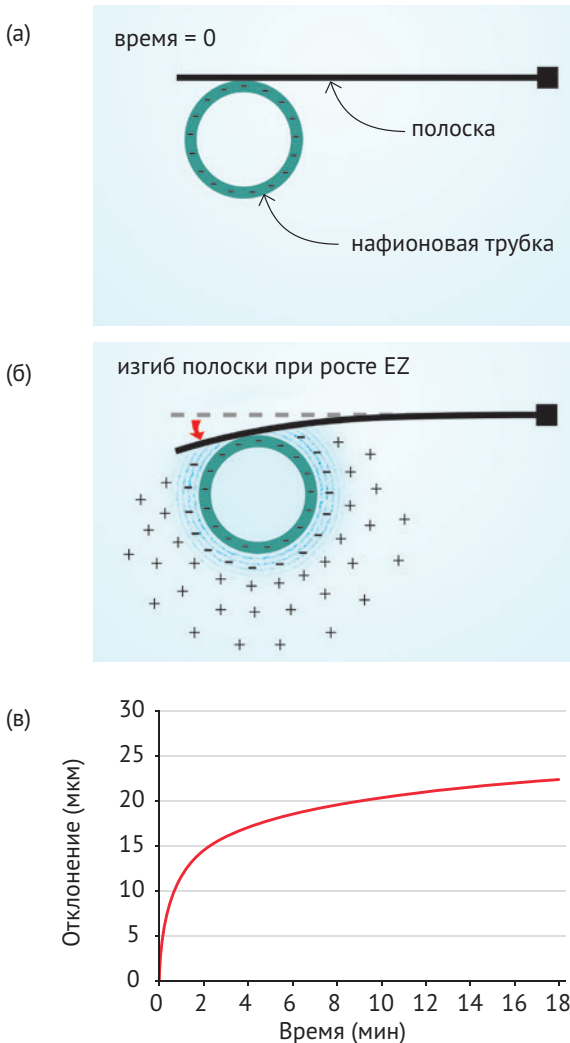 (а)
время = 0
полоска
нафионовая трубка
(б)
изгиб полоски при росте EZ
(в)
Отклонение (мкм)
30
25
20
15
10
5
0
0 2 4 6 8 10 12 14 16 18
Время (мин)